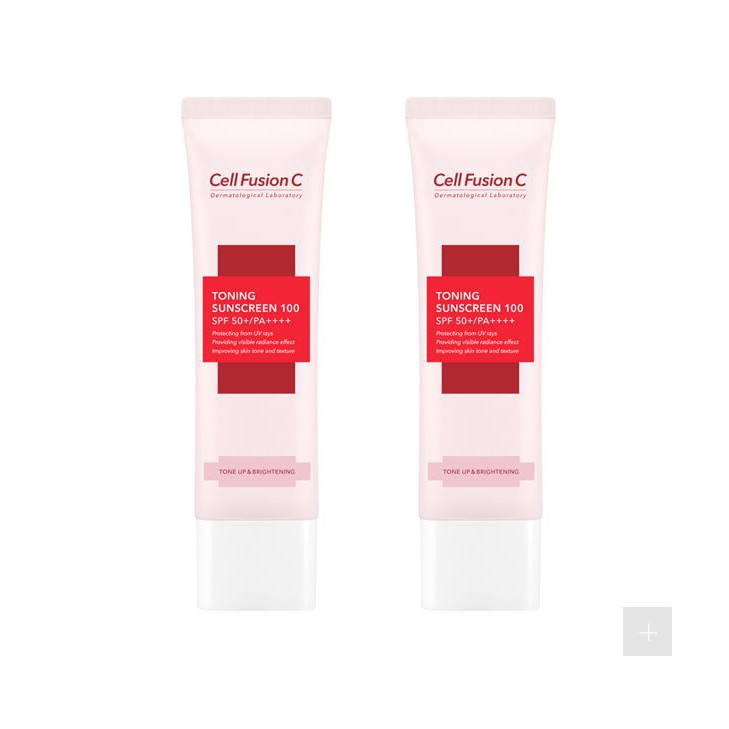 Cell Fusion C
Dermatological Laboratory
TONING
SUNSCREEN 100
SPF 50+/PA++++
Protecting from UV rays
Providing visible radiance effect
Improving skin tone and texture
TONE UP & BRIGHTENING
Cell Fusion C
Dermatological Laboratory
TONING
SUNSCREEN 100
SPF 50+/PA++++
Protecting from UV rays
Providing visible radiance effect
Improving skin tone and texture
TONE UP & BRIGHTENING